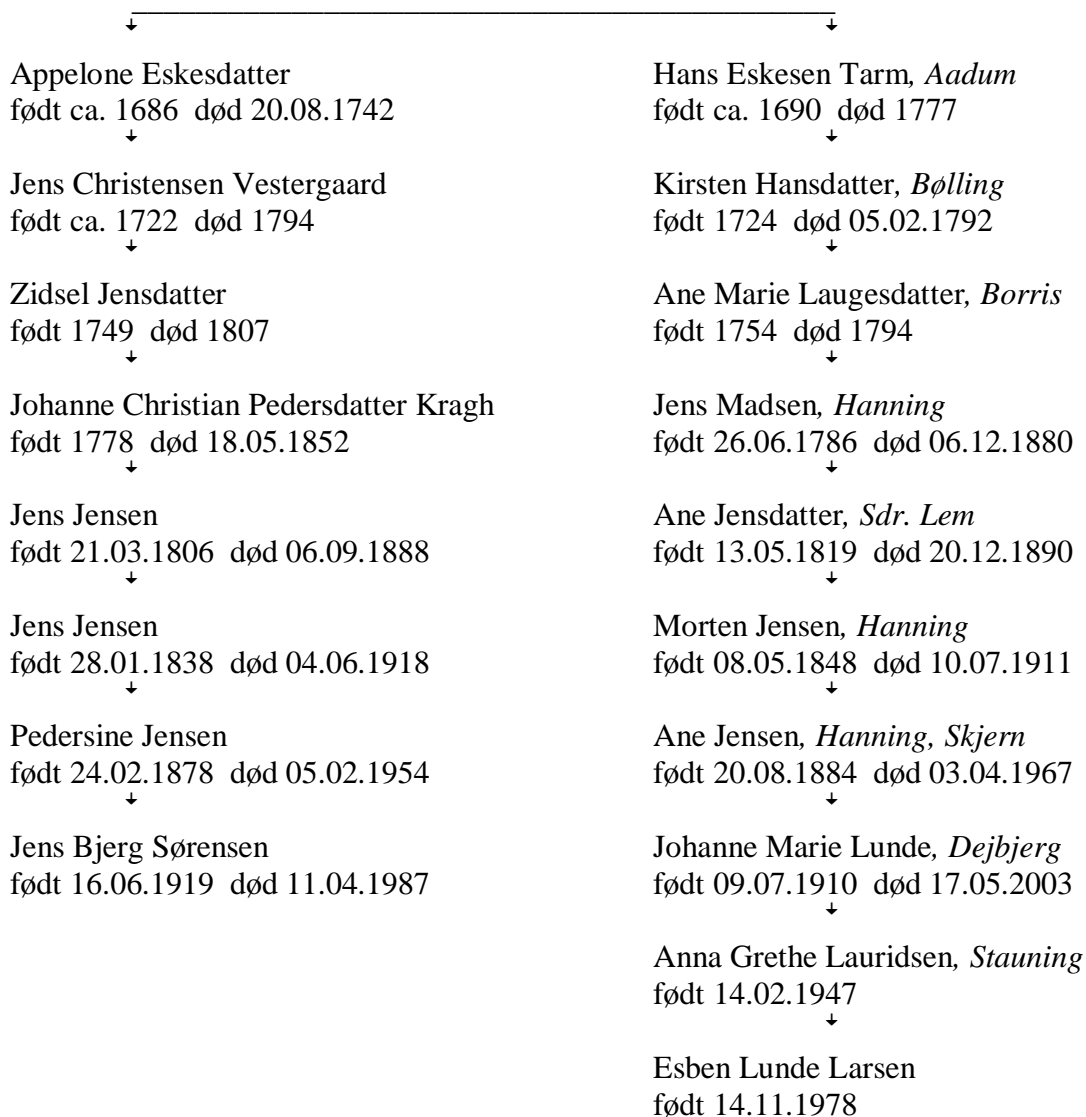 Appelone Eskesdatter
født ca. 1686  død 20.08.1742
Jens Christensen Vestergaard
født ca. 1722  død 1794
Zidsel Jensdatter
født 1749  død 1807
Johanne Christian Pedersdatter Kragh
født 1778  død 18.05.1852
Jens Jensen
født 21.03.1806  død 06.09.1888
Jens Jensen
født 28.01.1838  død 04.06.1918
Pedersine Jensen
født 24.02.1878  død 05.02.1954
Jens Bjerg Sørensen
født 16.06.1919  død 11.04.1987
Hans Eskesen Tarm, Aadum
født ca. 1690  død 1777
Kirsten Hansdatter, Bølling
født 1724  død 05.02.1792
Ane Marie Laugesdatter, Borris
født 1754  død 1794
Jens Madsen, Hanning
født 26.06.1786  død 06.12.1880
Ane Jensdatter, Sdr. Lem
født 13.05.1819  død 20.12.1890
Morten Jensen, Hanning
født 08.05.1848  død 10.07.1911
Ane Jensen, Hanning, Skjern
født 20.08.1884  død 03.04.1967
Johanne Marie Lunde, Dejbjerg
født 09.07.1910  død 17.05.2003
Anna Grethe Lauridsen, Stauning
født 14.02.1947
Esben Lunde Larsen
født 14.11.1978